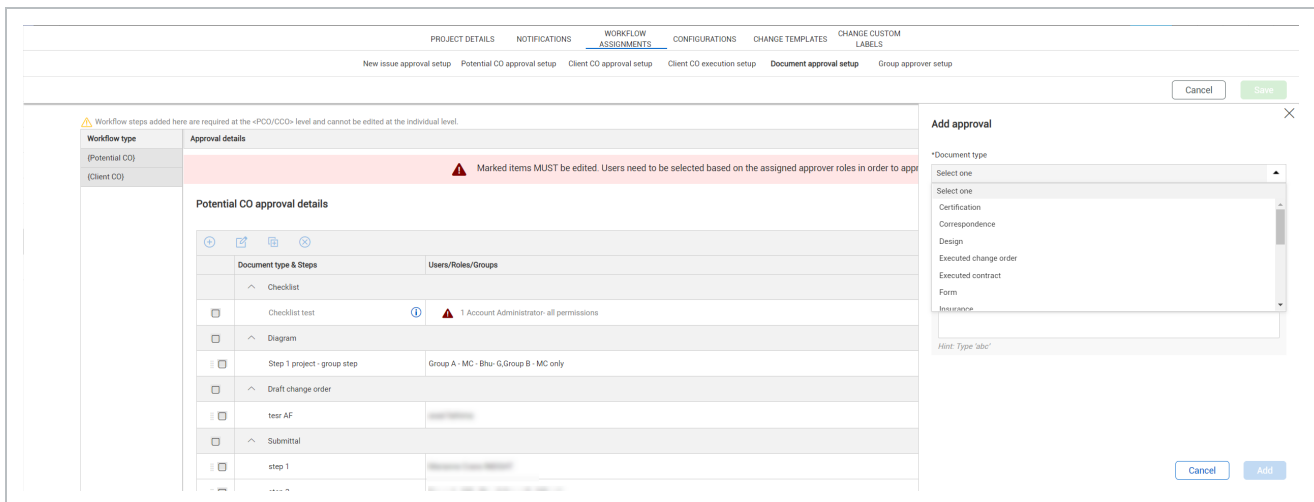 PROJECT DETAILS NOTIFICATIONS WORKFLOW ASSIGNMENTS CONFIGURATIONS CHANGE TEMPLATES CHANGE CUSTOM LABELS
New issue approval setup Potential CO approval setup Client CO approval setup Client CO execution setup Document approval setup Group approver setup
Cancel Save
Workflow steps added here are required at the <PCO/CCO> level and cannot be edited at the individual level.
Workflow type Approval details
{Potential CO}
{Client CO}
Marked items MUST be edited. Users need to be selected based on the assigned approver roles in order to appr
Potential CO approval details
Document type & Steps Users/Roles/Groups
Checklist
Checklist test 1 Account Administrator- all permissions
Diagram
Step 1 project - group step Group A - MC - Bhu- G,Group B - MC only
Draft change order
tesr AF
Submittal
step 1
Add approval
*Document type
Select one
Select one
Certification
Correspondence
Design
Executed change order
Executed contract
Form
Insurance
Hint: Type 'abc'
Cancel Add